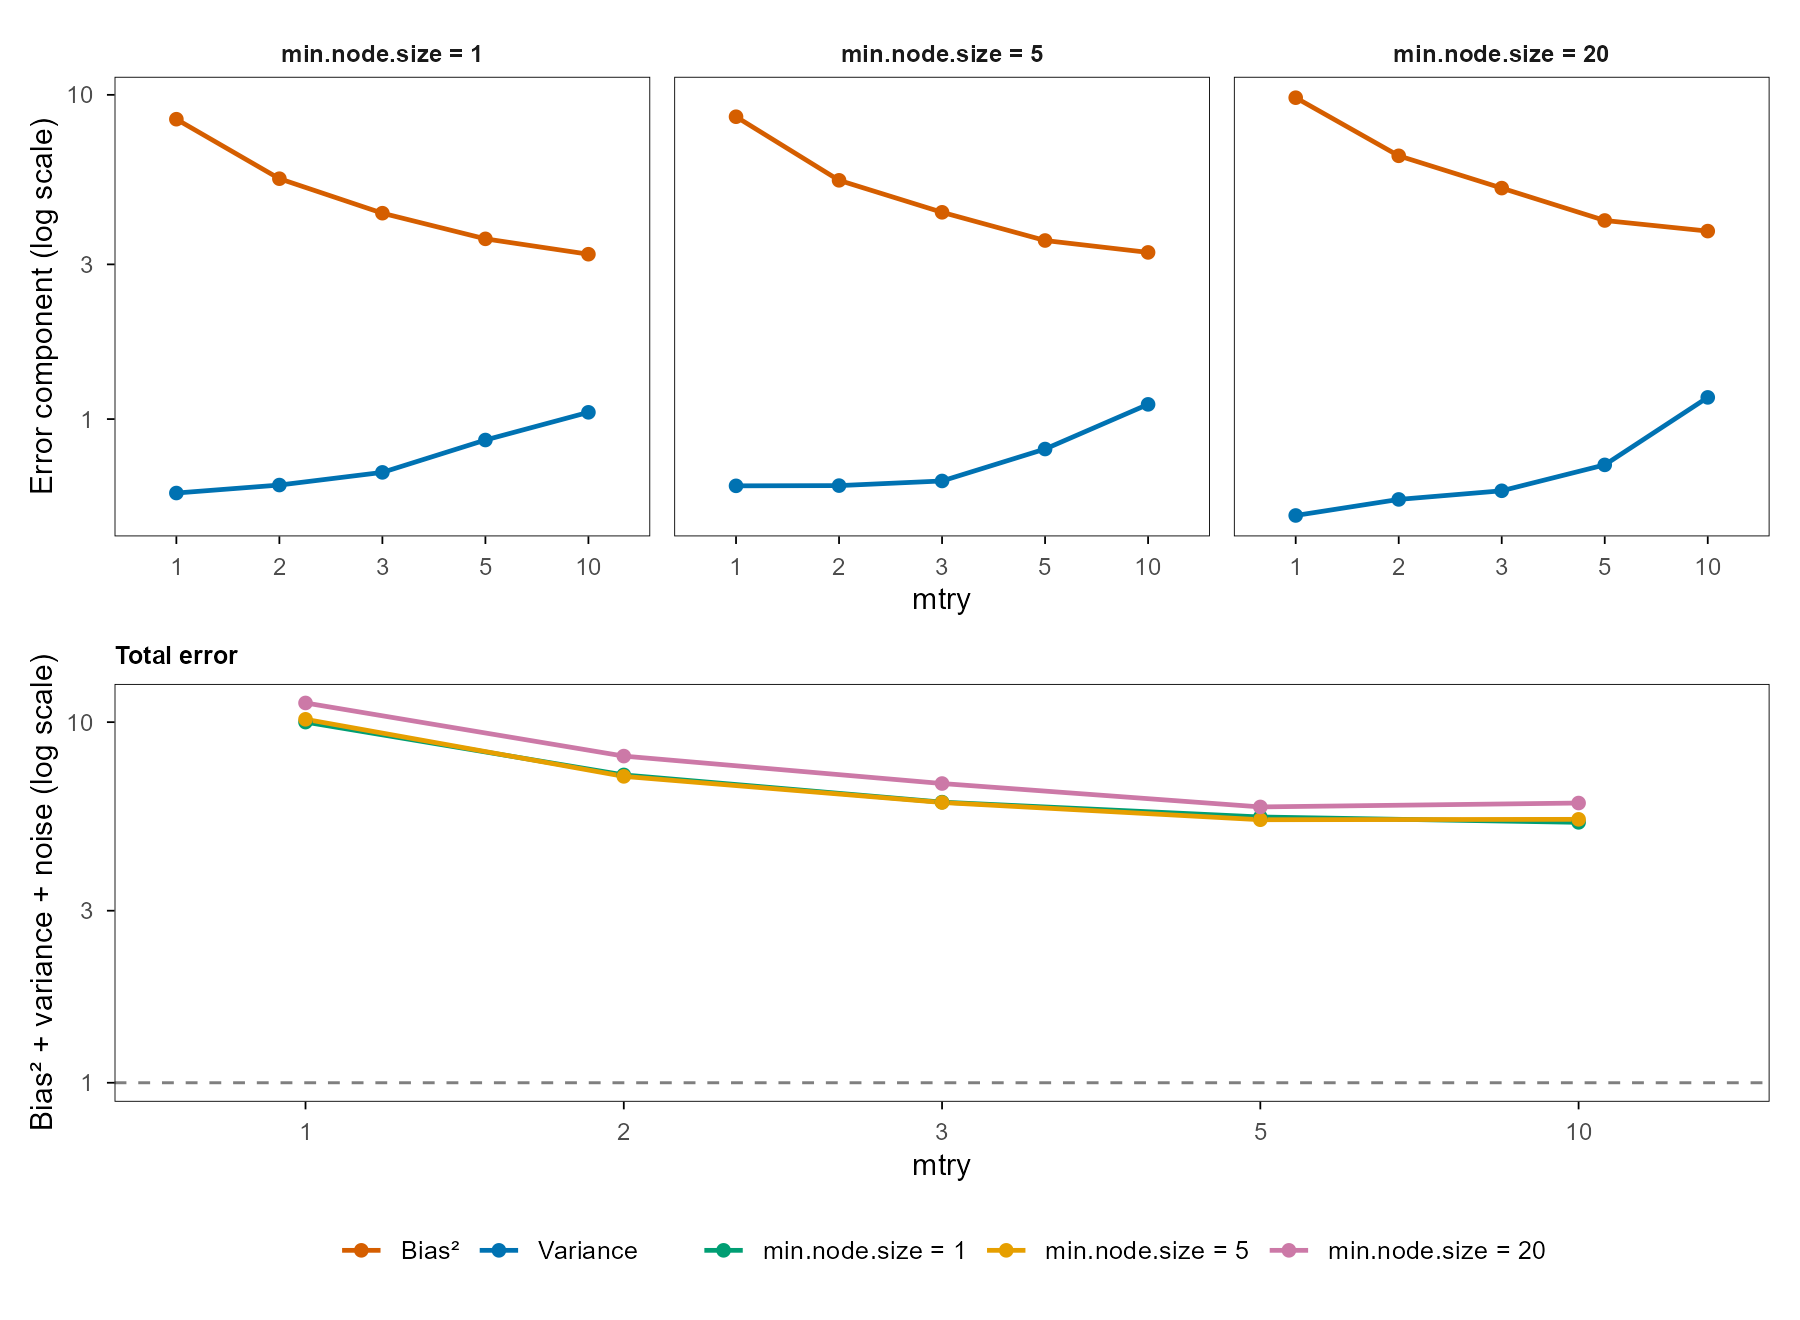 min.node.size = 1
min.node.size = 5
min.node.size = 20
Error component (log scale)
10
3
1
1 2 3 5 10
1 2 3 5 10
1 2 3 5 10
mtry
Total error
Bias² + variance + noise (log scale)
10
3
1
1 2 3 5 10
mtry
Bias² Variance min.node.size = 1 min.node.size = 5 min.node.size = 20